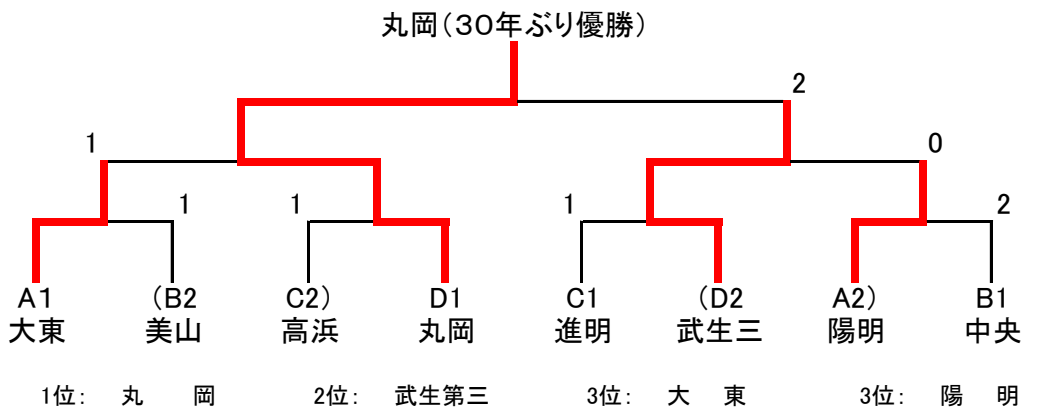 丸岡(30年ぶり優勝)
2
1 0
1 1 1 2
A1 (B2 C2) D1 C1 (D2 A2) B1
大東 美山 高浜 丸岡 進明 武生三 陽明 中央
1位: 丸 岡 2位: 武生第三 3位: 大 東 3位: 陽 明